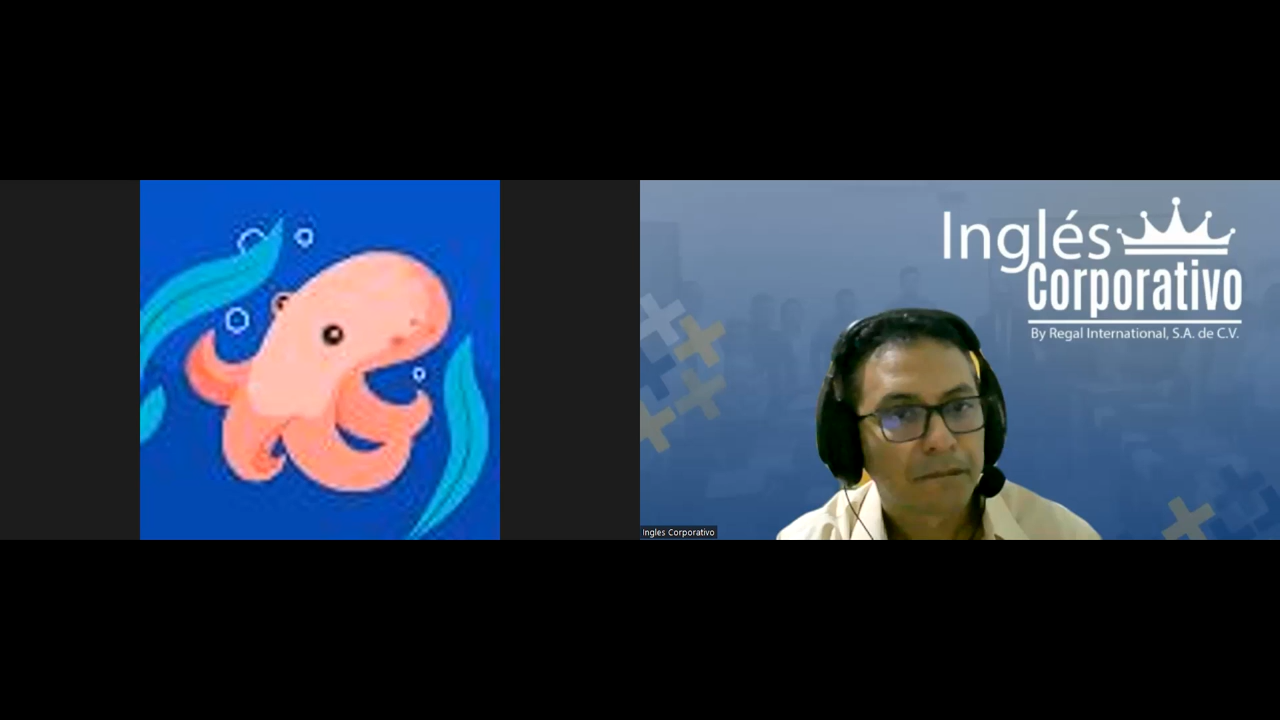 Inglés
Corporativo
By Regal International, S.A. de C.V.
Ingles Corporativo